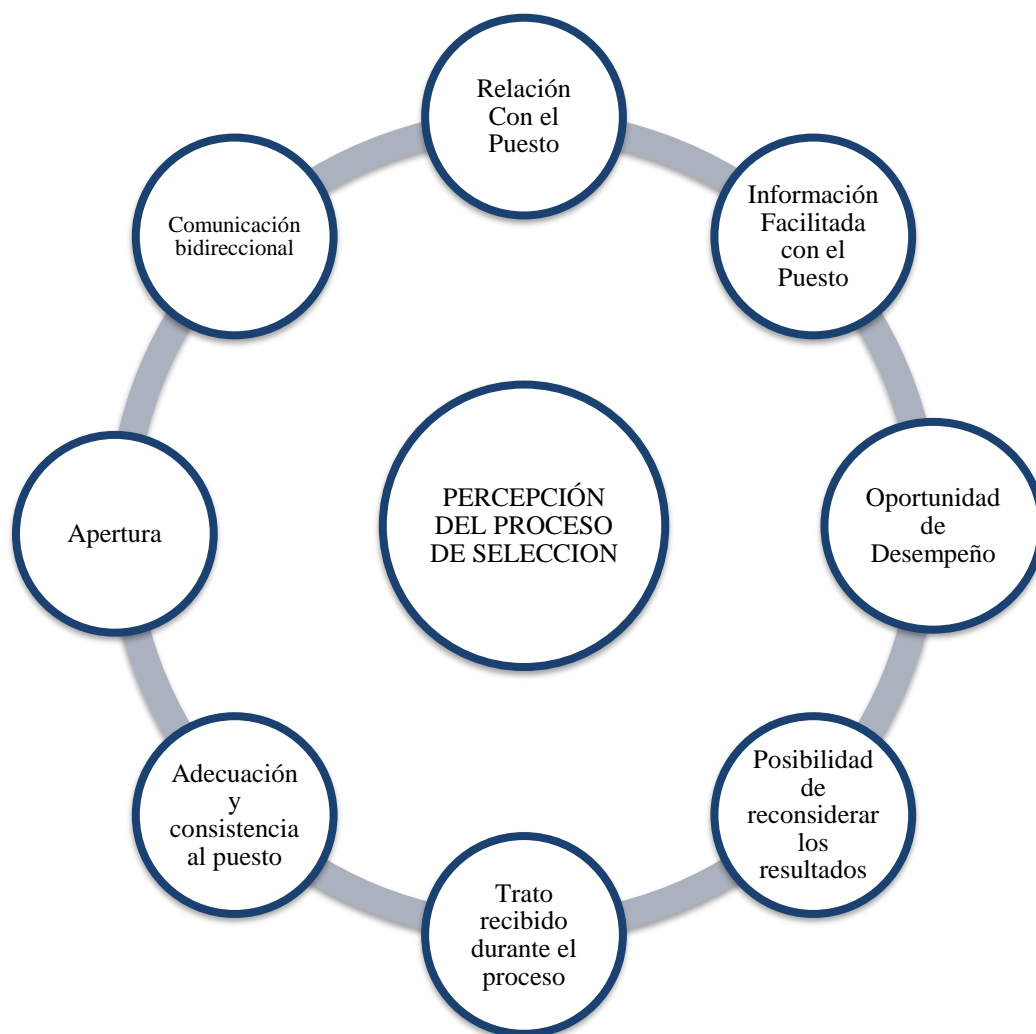 Relación
Con el
Puesto
Información
Facilitada
con el
Puesto
Oportunidad
de
Desempeño
Posibilidad
de
reconsiderar
los
resultados
Trato
recibido
durante el
proceso
Adecuación
y
consistencia
al puesto
Apertura
Comunicación
bidireccional
PERCEPCIÓN
DEL PROCESO
DE SELECCION